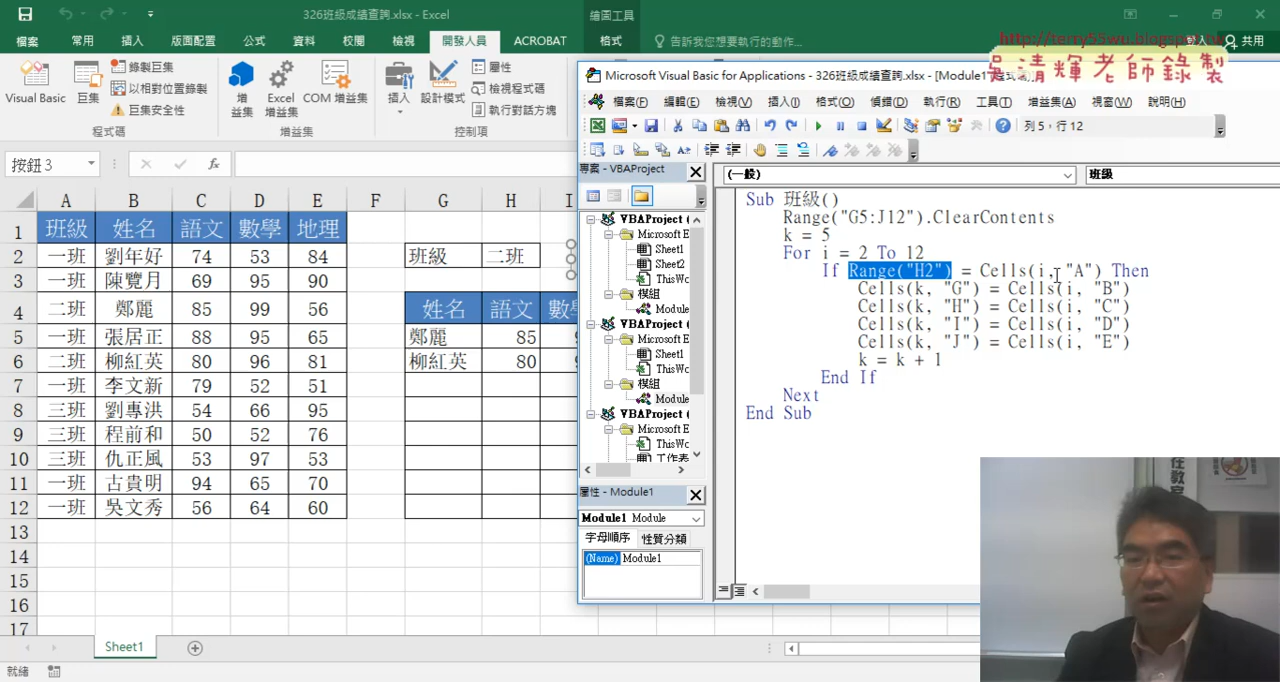 326班級成績查詢.xlsx - Excel
繪圖工具
檔案 常用 插入 版面配置 公式 資料 校閱 檢視 開發人員 ACROBAT 格式 告訴我您想要執行的動作...
登入 共用
http://terry55wu.blogspot.tw
吳清輝老師錄製
Visual Basic 巨集 錄製巨集 以相對位置錄製 巨集安全性
增益集 Excel 增益集 COM 增益集
插入 設計模式 屬性 檢視程式碼 執行對話方塊
程式碼 增益集 控制項
按鈕 3
A B C D E F G H I
1 班級 姓名 語文 數學 地理
2 一班 劉年好 74 53 84 班級 二班
3 一班 陳覽月 69 95 90
4 二班 鄭麗 85 99 56 姓名 語文
5 一班 張居正 88 95 65 鄭麗 85
6 二班 柳紅英 80 96 81 柳紅英 80
7 一班 李文新 79 52 51
8 三班 劉專洪 54 66 95
9 三班 程前和 50 52 76
10 三班 仇正風 53 97 53
11 一班 古貴明 94 65 70
12 一班 吳文秀 56 64 60
13
14
15
16
17
Sheet1
就緒
Microsoft Visual Basic for Applications - 326班級成績查詢.xlsx - [Module1
檔案(F) 編輯(E) 檢視(V) 插入(I) 格式(O) 偵錯(D) 執行(R) 工具(T) 增益集(A) 視窗(W) 說明(H)
列 5，行 12
專案 - VBAProject
VBAProject (
Microsoft E
Sheet1
Sheet2
ThisWo
模組
Module
VBAProject (
Microsoft E
Sheet1
ThisWo
模組
Module
VBAProject (
Microsoft E
ThisWo
工作表
屬性 - Module1
Module1 Module
字母順序 性質分類
(Name) Module1
(一般) 班級
Sub 班級()
Range("G5:J12").ClearContents
k = 5
For i = 2 To 12
If Range("H2") = Cells(i, "A") Then
Cells(k, "G") = Cells(i, "B")
Cells(k, "H") = Cells(i, "C")
Cells(k, "I") = Cells(i, "D")
Cells(k, "J") = Cells(i, "E")
k = k + 1
End If
Next
End Sub